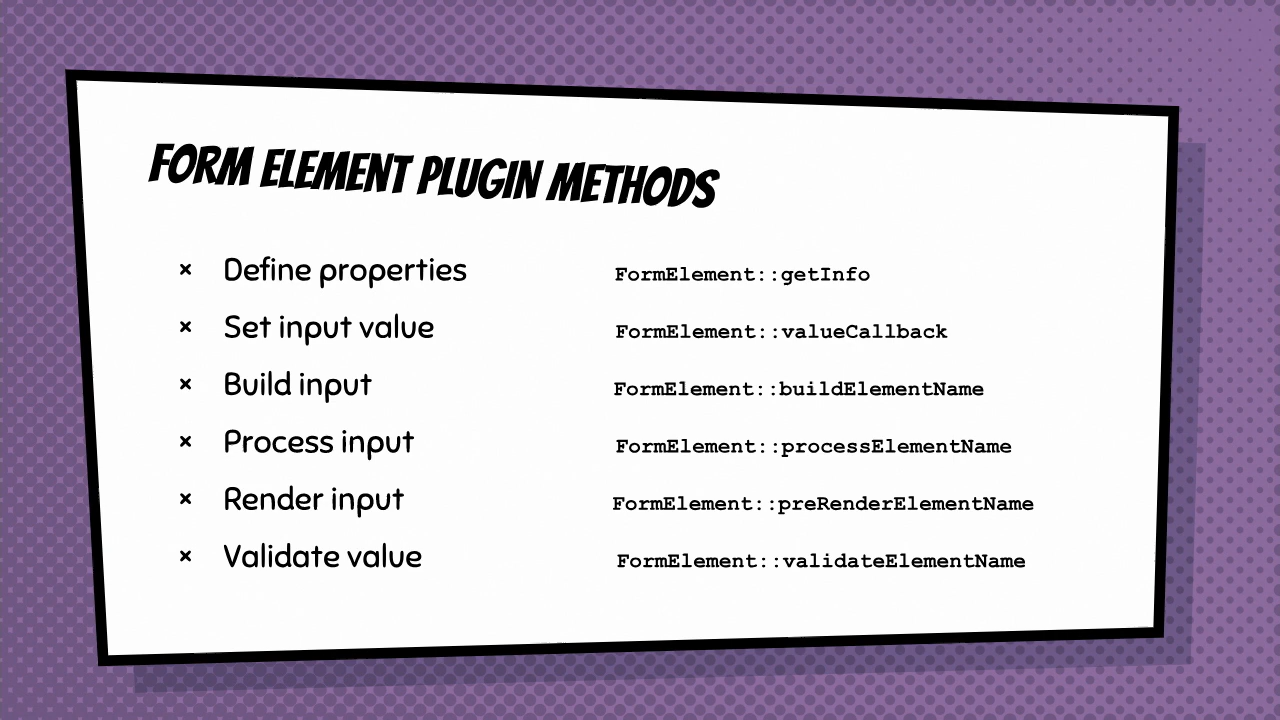 FORM ELEMENT PLUGIN METHODS
× Define properties FormElement::getInfo
× Set input value FormElement::valueCallback
× Build input FormElement::buildElementName
× Process input FormElement::processElementName
× Render input FormElement::preRenderElementName
× Validate value FormElement::validateElementName